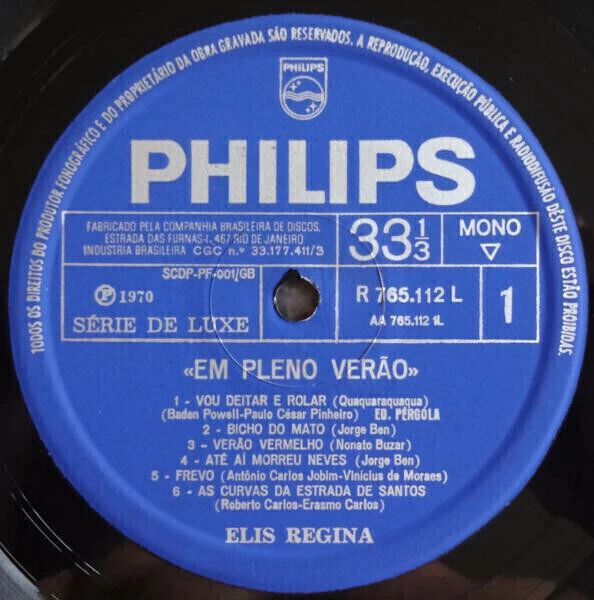 TODOS OS DIREITOS DO PRODUTOR FONOGRÁFICO E DO PROPRIETÁRIO DA OBRA GRAVADA SÃO RESERVADOS. A REPRODUÇÃO, EXECUÇÃO PÚBLICA E RADIODIFUSÃO DÊSTE DISCO ESTÃO PROIBIDAS.
PHILIPS
PHILIPS
FABRICADO PELA COMPANHIA BRASILEIRA DE DISCOS.
ESTRADA DAS FURNAS-1.467 RIO DE JANEIRO
INDUSTRIA BRASILEIRA CGC n.º 33.177.411/3
33 1/3
MONO
SCDP-PF-001/GB
Ⓟ 1970
SÉRIE DE LUXE
R 765.112 L
AA 765.112 1L
1
«EM PLENO VERÃO»
1 - VOU DEITAR E ROLAR (Quaquaraquaqua)
(Baden Powell-Paulo César Pinheiro) ED. PÉRGOLA
2 - BICHO DO MATO (Jorge Ben)
3 - VERÃO VERMELHO (Nonato Buzar)
4 - ATÉ AÍ MORREU NEVES (Jorge Ben)
5 - FREVO (Antônio Carlos Jobim-Vinícius de Moraes)
6 - AS CURVAS DA ESTRADA DE SANTOS
(Roberto Carlos-Erasmo Carlos)
ELIS REGINA